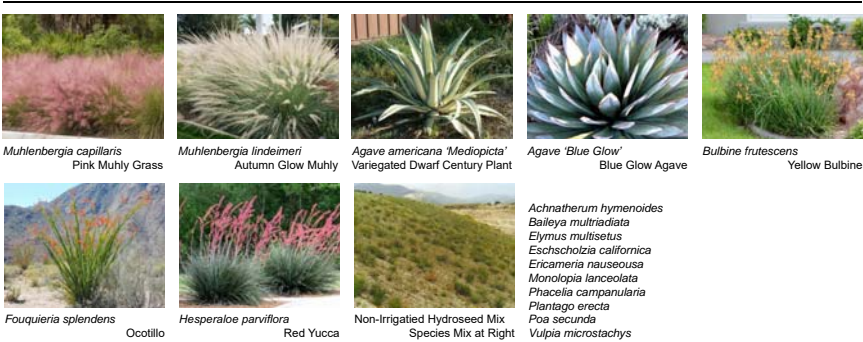 Muhlenbergia capillaris
Pink Muhly Grass
Muhlenbergia lindeimeri
Autumn Glow Muhly
Agave americana ‘Mediopicta’
Variegated Dwarf Century Plant
Agave ‘Blue Glow’
Blue Glow Agave
Bulbine frutescens
Yellow Bulbine
Fouquieria splendens
Ocotillo
Hesperaloe parviflora
Red Yucca
Non-Irrigatied Hydroseed Mix
Species Mix at Right
Achnatherum hymenoides
Baileya multriadiata
Elymus multisetus
Eschscholzia californica
Ericameria nauseousa
Monolopia lanceolata
Phacelia campanularia
Plantago erecta
Poa secunda
Vulpia microstachys